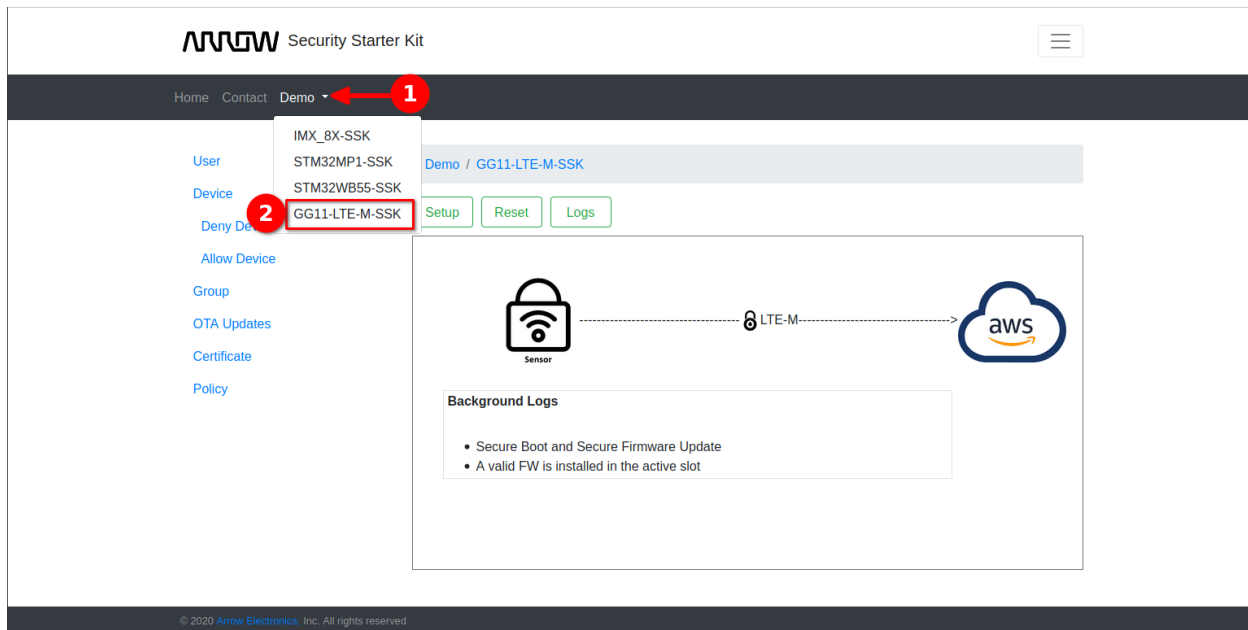 ARROW Security Starter Kit
Home Contact Demo 1
IMX_8X-SSK
STM32MP1-SSK
STM32WB55-SSK
2 GG11-LTE-M-SSK
User
Device
Deny De
Allow Device
Group
OTA Updates
Certificate
Policy
Demo / GG11-LTE-M-SSK
Setup Reset Logs
Sensor
LTE-M
aws
Background Logs
• Secure Boot and Secure Firmware Update
• A valid FW is installed in the active slot
© 2020 Arrow Electronics, Inc. All rights reserved